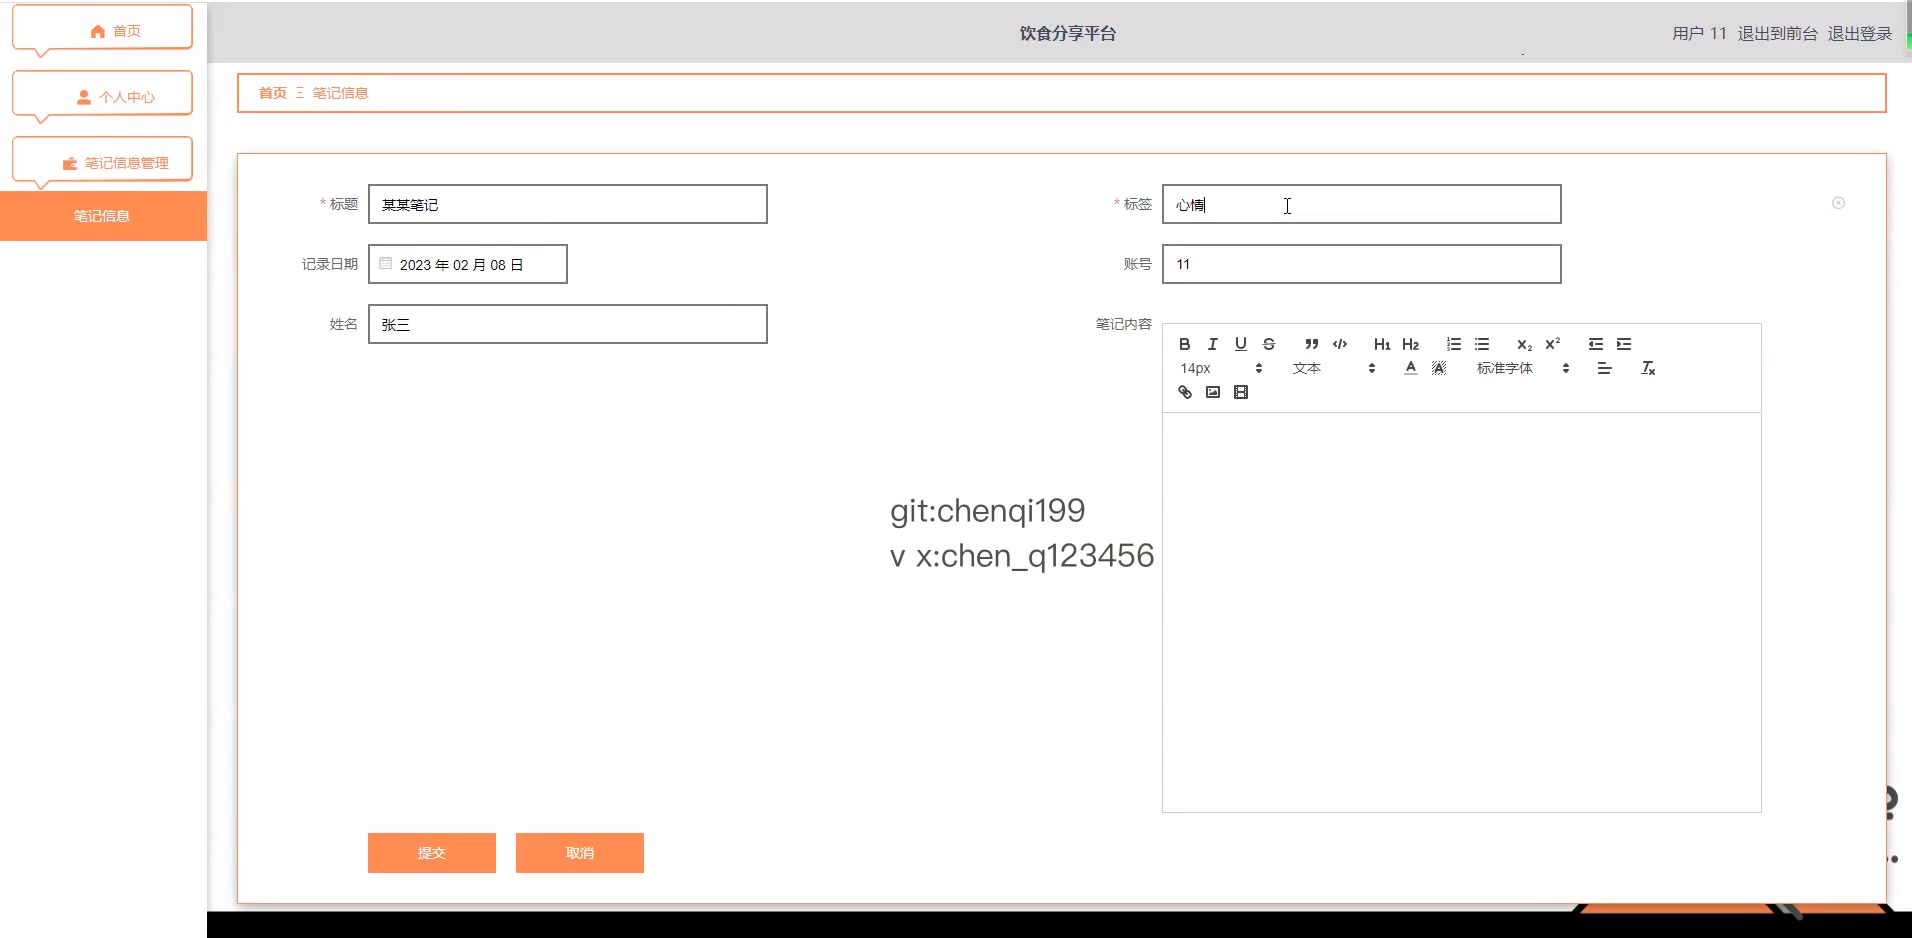 首页
个人中心
笔记信息管理
笔记信息
饮食分享平台
用户 11 退出到前台 退出登录
首页 Ξ 笔记信息
* 标题 某某笔记
* 标签 心情
记录日期 2023 年 02 月 08 日
账号 11
姓名 张三
笔记内容
B I U S ” </> H1 H2 X2 X2
14px 文本 A A 标准字体 Tx
git:chenqi199
v x:chen_q123456
提交 取消